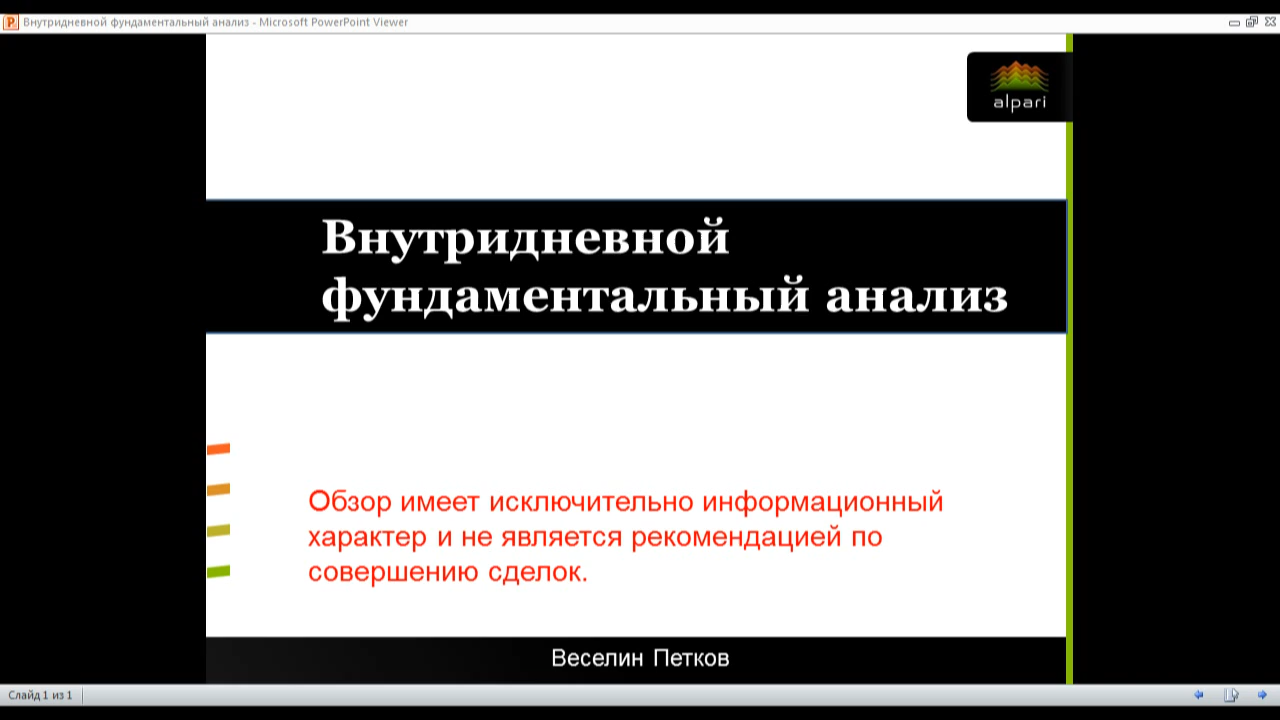 Внутридневной фундаментальный анализ - Microsoft PowerPoint Viewer
alpari
Внутридневной
фундаментальный анализ
Обзор имеет исключительно информационный
характер и не является рекомендацией по
совершению сделок.
Веселин Петков
Слайд 1 из 1